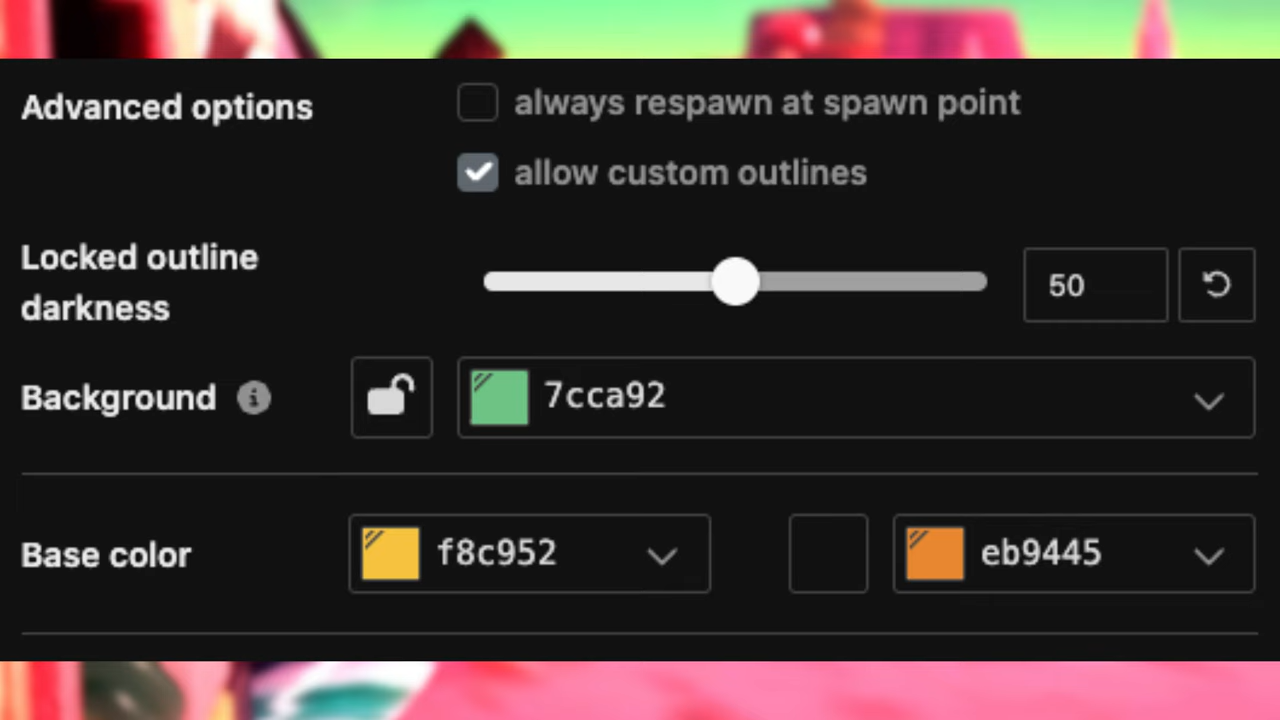 Advanced options
always respawn at spawn point
allow custom outlines
Locked outline
darkness
50
Background
7cca92
Base color
f8c952
eb9445